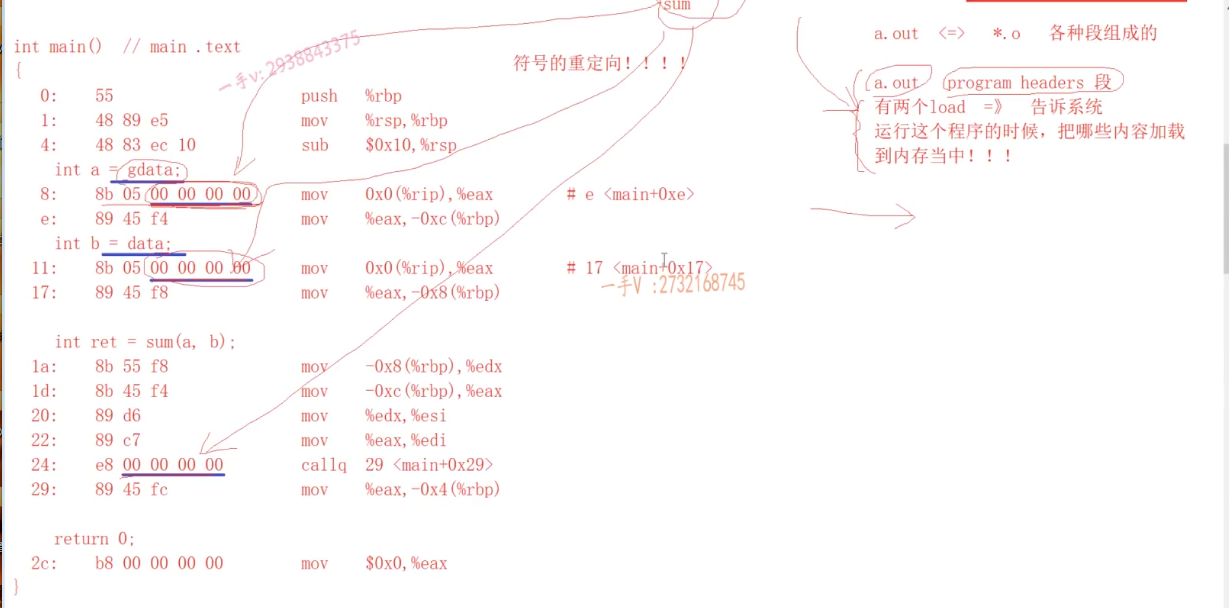 sum
int main()  // main .text
{
0:  55  push  %rbp
1:  48 89 e5  mov  %rsp,%rbp
4:  48 83 ec 10  sub  $0x10,%rsp
int a = gdata;
8:  8b 05 00 00 00 00  mov  0x0(%rip),%eax  # e <main+0xe>
e:  89 45 f4  mov  %eax,-0xc(%rbp)
int b = data;
11:  8b 05 00 00 00 00  mov  0x0(%rip),%eax  # 17 <main+0x17>
17:  89 45 f8  mov  %eax,-0x8(%rbp)
int ret = sum(a, b);
1a:  8b 55 f8  mov  -0x8(%rbp),%edx
1d:  8b 45 f4  mov  -0xc(%rbp),%eax
20:  89 d6  mov  %edx,%esi
22:  89 c7  mov  %eax,%edi
24:  e8 00 00 00 00  callq  29 <main+0x29>
29:  89 45 fc  mov  %eax,-0x4(%rbp)
return 0;
2c:  b8 00 00 00 00  mov  $0x0,%eax
}
符号的重定向!!!!
一手v: 2938843375
一手V :2732168745
a.out  <=>  *.o  各种段组成的
a.out  program headers 段
有两个load  =》  告诉系统
运行这个程序的时候，把哪些内容加载
到内存当中!!!